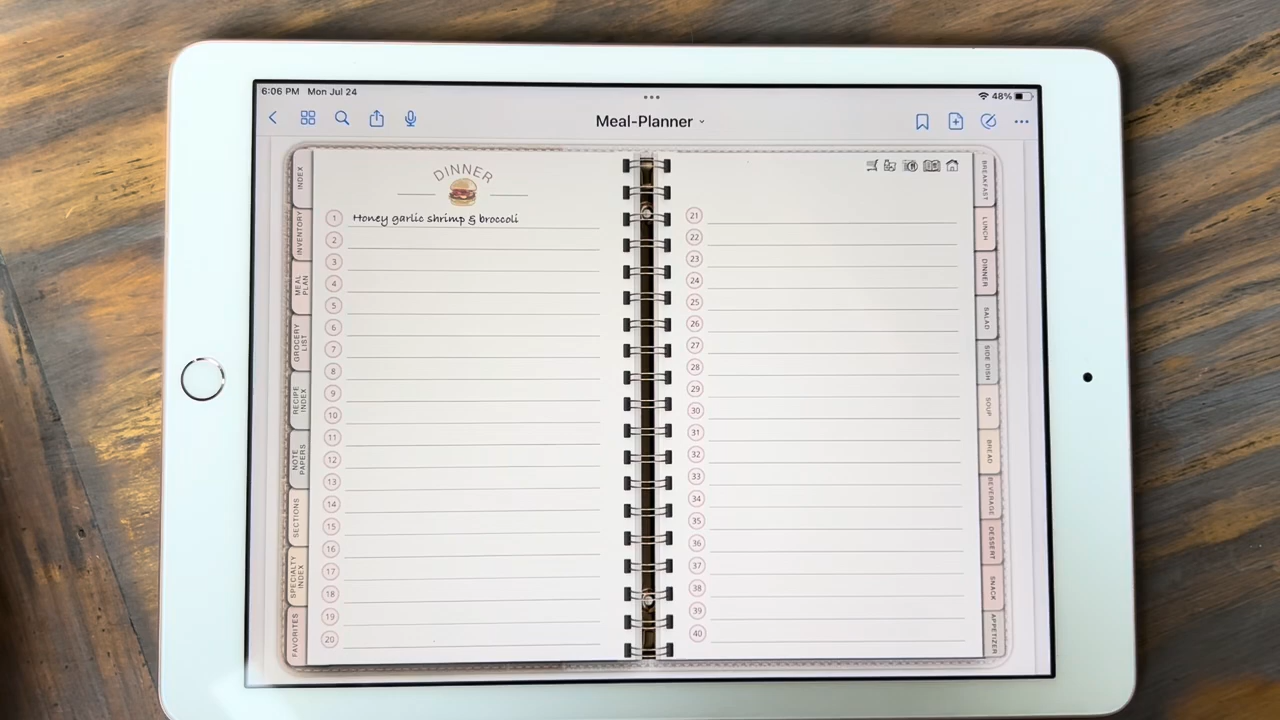 6:06 PM Mon Jul 24
48%
Meal-Planner
DINNER
1 Honey garlic shrimp & broccoli
2
3
4
5
6
7
8
9
10
11
12
13
14
15
16
17
18
19
20
21
22
23
24
25
26
27
28
29
30
31
32
33
34
35
36
37
38
39
40
INDEX
INVENTORY
MEAL
PLAN
GROCERY
LIST
RECIPE
INDEX
NOTE
PAPERS
SECTIONS
SPECIALTY
INDEX
FAVORITES
BREAKFAST
LUNCH
DINNER
SALAD
SIDE DISH
SOUP
BREAD
BEVERAGE
DESSERT
SNACK
APPETIZER